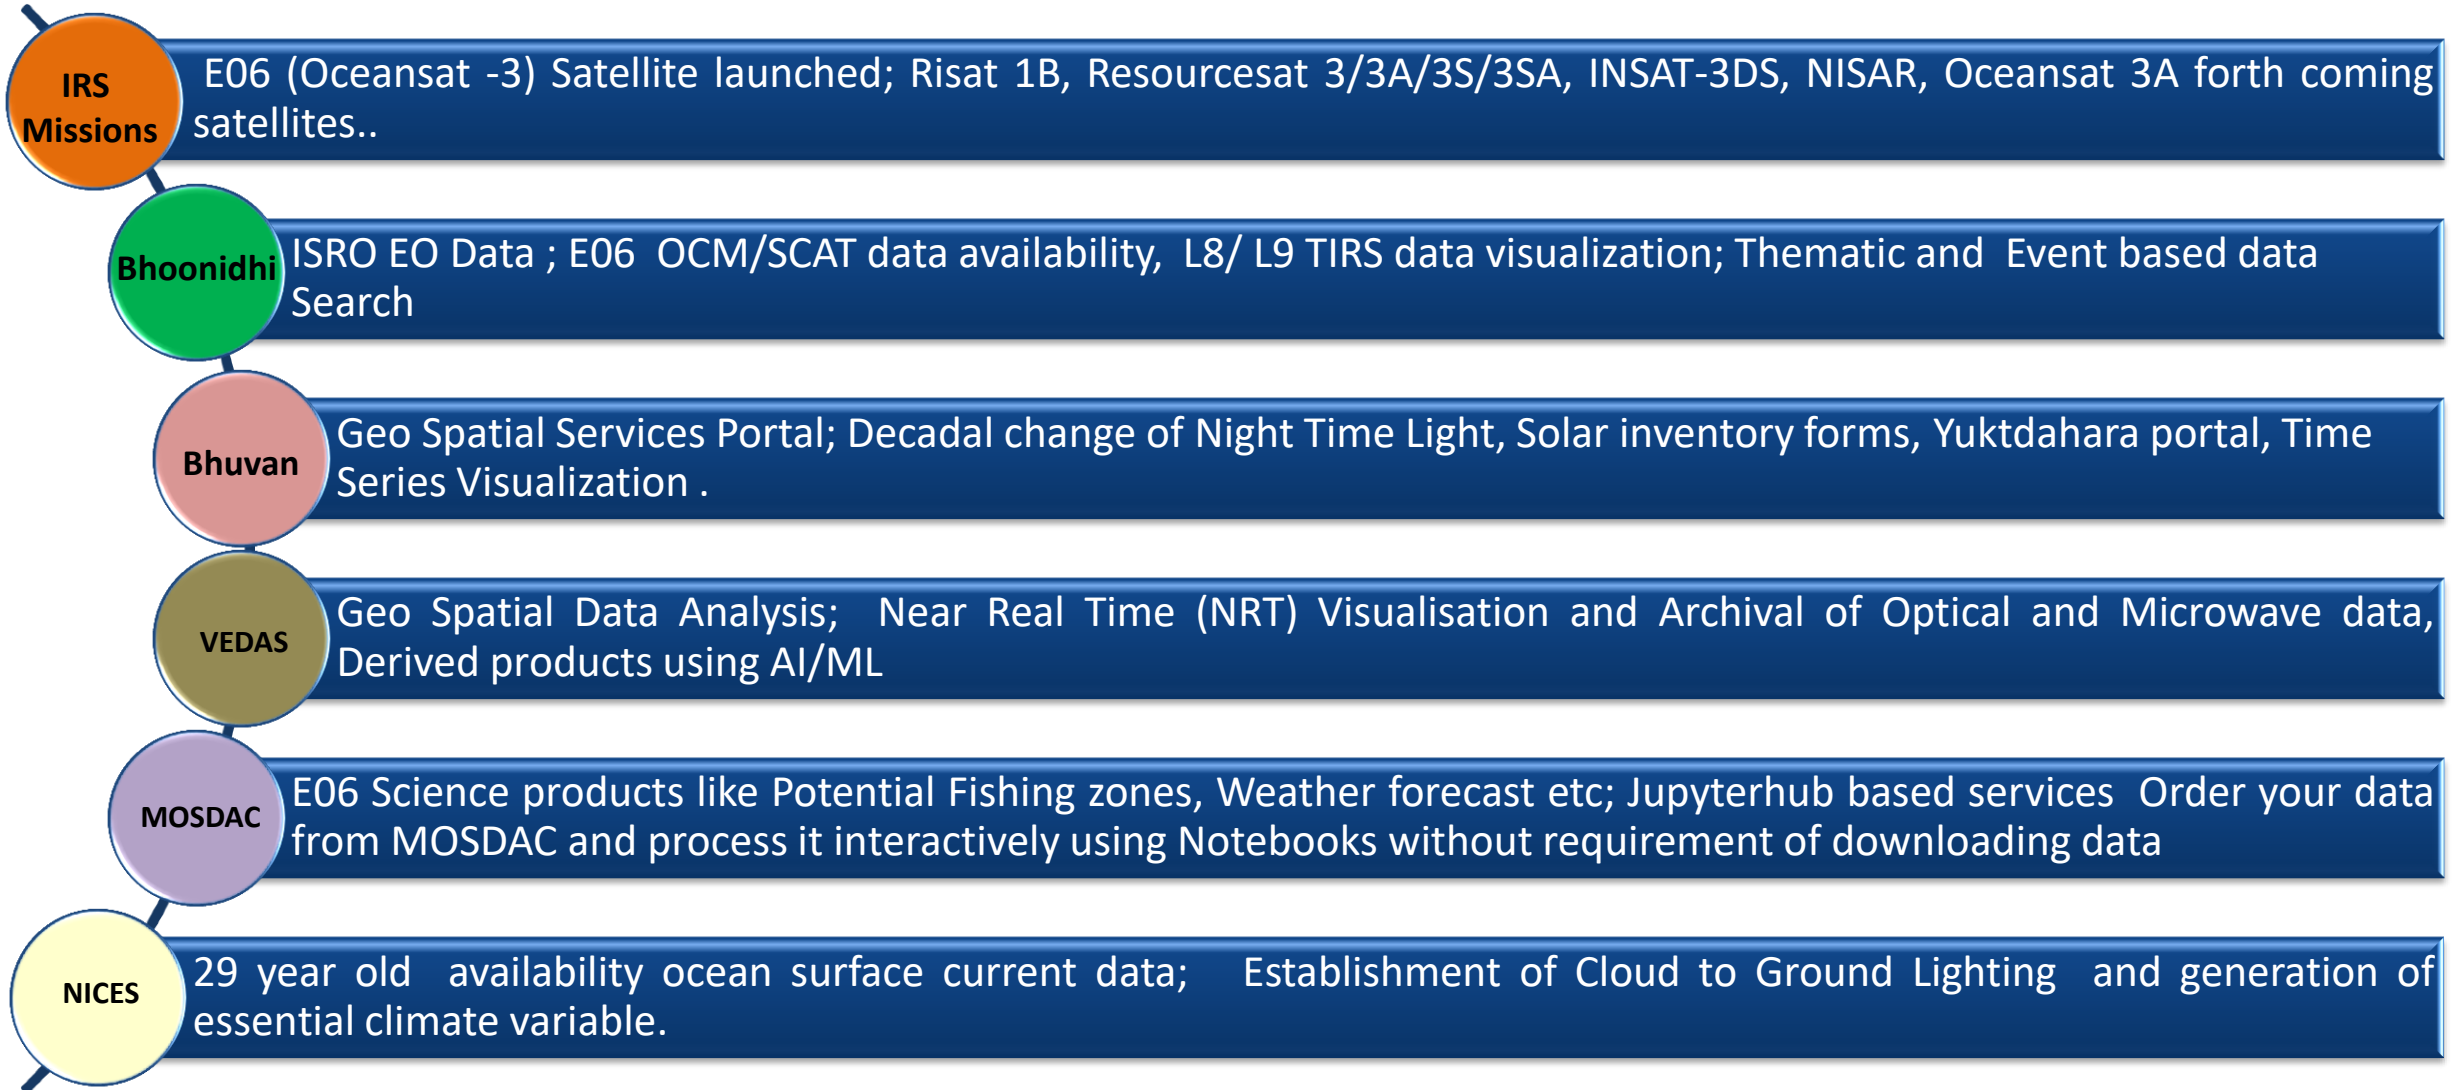 IRS
Missions
E06 (Oceansat -3) Satellite launched; Risat 1B, Resourcesat 3/3A/3S/3SA, INSAT-3DS, NISAR, Oceansat 3A forth coming
satellites..
Bhoonidhi
ISRO EO Data ; E06 OCM/SCAT data availability, L8/ L9 TIRS data visualization; Thematic and Event based data
Search
Bhuvan
Geo Spatial Services Portal; Decadal change of Night Time Light, Solar inventory forms, Yuktdahara portal, Time
Series Visualization .
VEDAS
Geo Spatial Data Analysis; Near Real Time (NRT) Visualisation and Archival of Optical and Microwave data,
Derived products using AI/ML
MOSDAC
E06 Science products like Potential Fishing zones, Weather forecast etc; Jupyterhub based services Order your data
from MOSDAC and process it interactively using Notebooks without requirement of downloading data
NICES
29 year old availability ocean surface current data; Establishment of Cloud to Ground Lighting and generation of
essential climate variable.